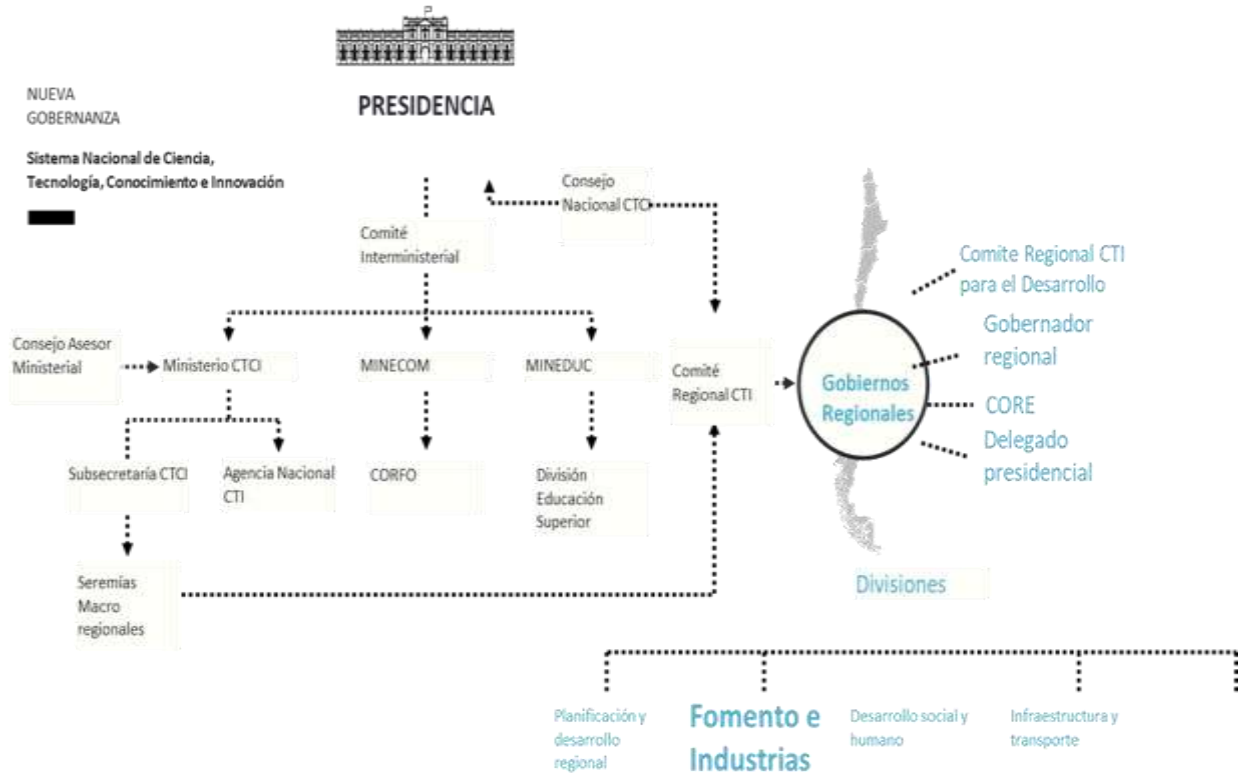 NUEVA
GOBERNANZA
PRESIDENCIA
Sistema Nacional de Ciencia,
Tecnología, Conocimiento e Innovación
Consejo
Nacional CTCI
Comité
Interministerial
Comite Regional CTI
para el Desarrollo
Gobernador
regional
Consejo Asesor
Ministerial
Ministerio CTCI
MINECOM
MINEDUC
Comité
Regional CTI
Gobiernos
Regionales
CORE
Delegado
presidencial
Subsecretaría CTCI
Agencia Nacional
CTI
CORFO
División
Educación
Superior
Seremías
Macro
regionales
Divisiones
Planificación y
desarrollo
regional
Fomento e
Industrias
Desarrollo social y
humano
Infraestructura y
transporte